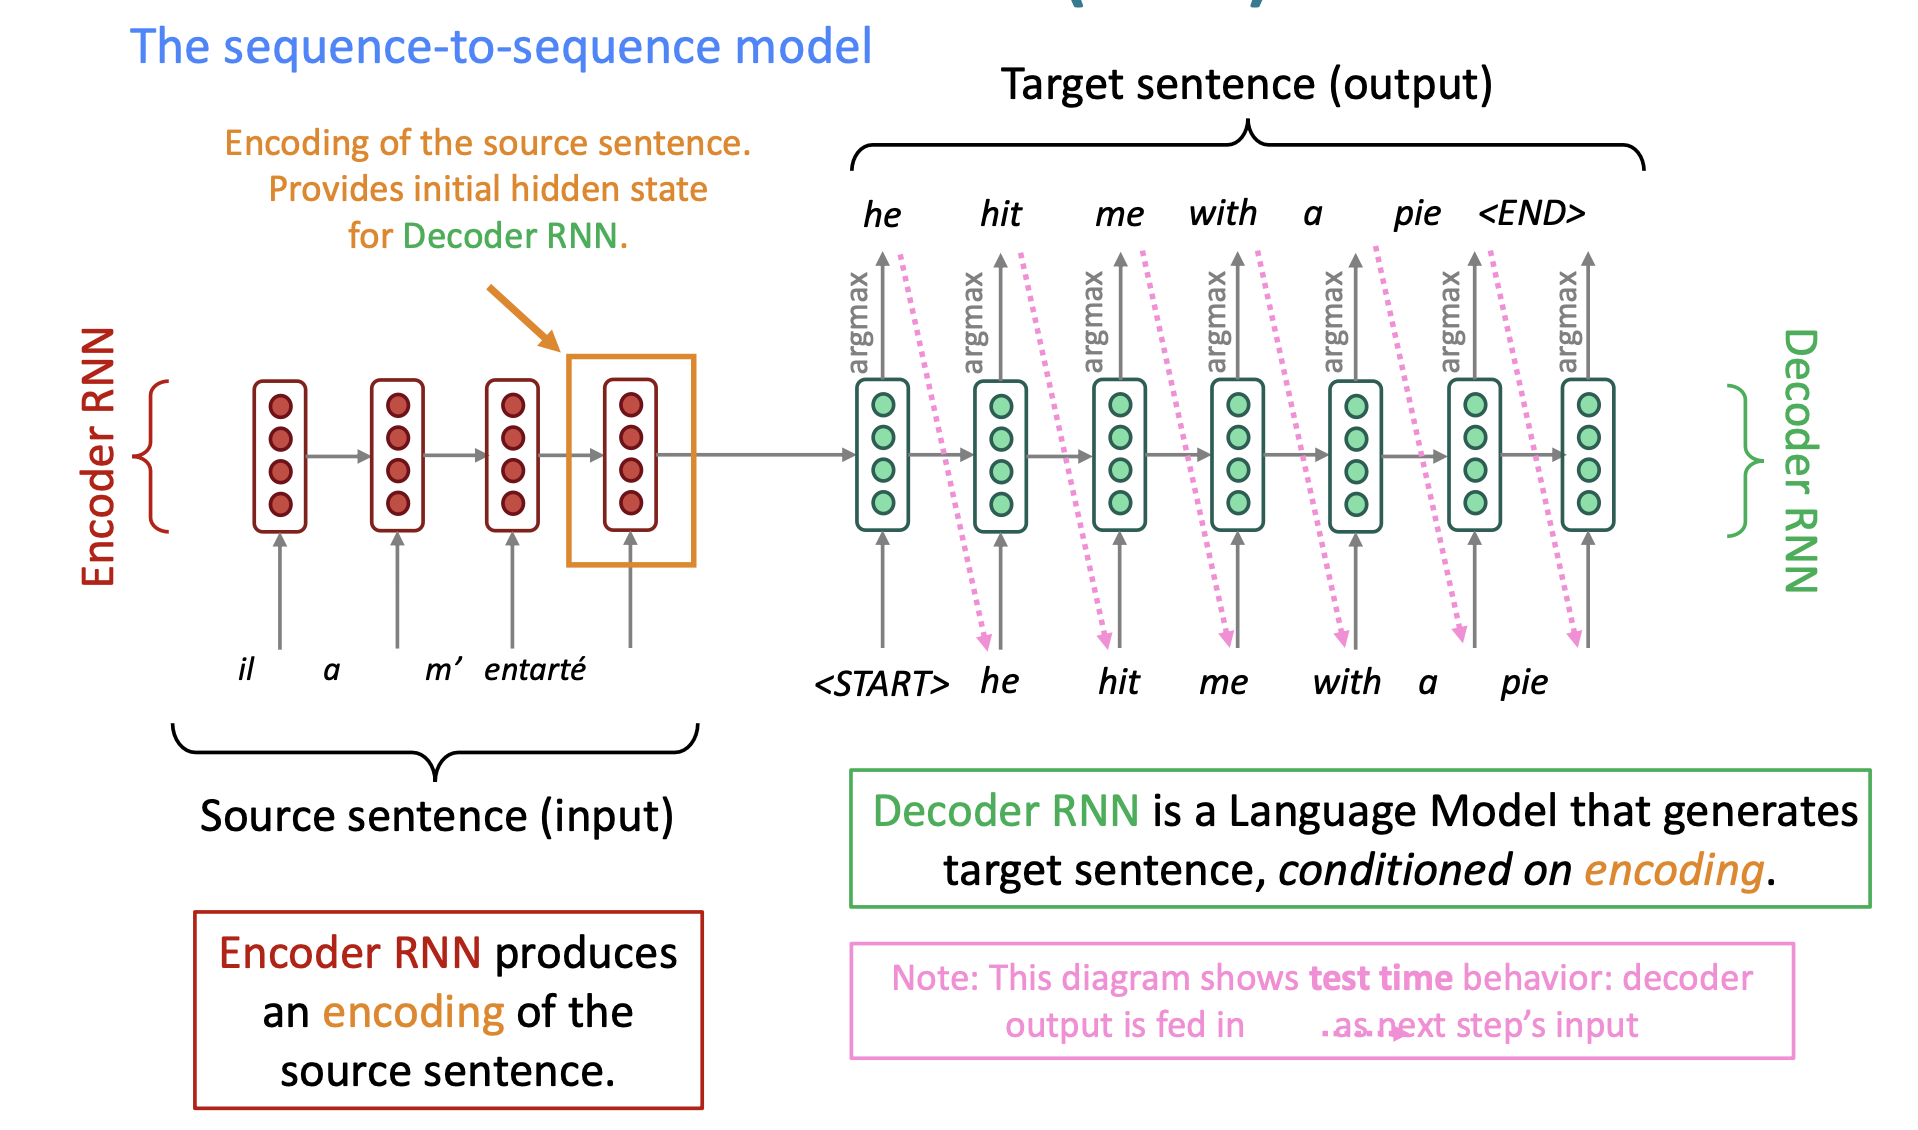 The sequence-to-sequence model
Target sentence (output)
Encoding of the source sentence.
Provides initial hidden state
for Decoder RNN.
he hit me with a pie <END>
argmax argmax argmax argmax argmax argmax argmax
Encoder RNN
Decoder RNN
il a m’ entarté
<START> he hit me with a pie
Source sentence (input)
Decoder RNN is a Language Model that generates
target sentence, conditioned on encoding.
Encoder RNN produces
an encoding of the
source sentence.
Note: This diagram shows test time behavior: decoder
output is fed in as next step’s input